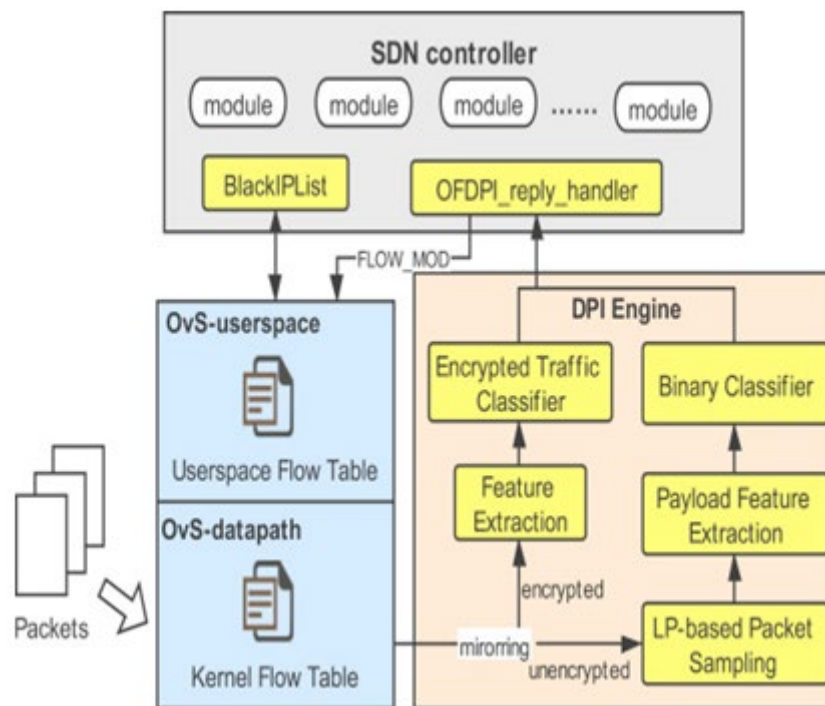 SDN controller
module
module
module
......
module
BlackIPList
OFDPI_reply_handler
FLOW_MOD
OvS-userspace
Userspace Flow Table
OvS-datapath
Kernel Flow Table
Packets
DPI Engine
Encrypted Traffic
Classifier
Binary Classifier
Feature
Extraction
Payload Feature
Extraction
encrypted
mirorring
unencrypted
LP-based Packet
Sampling